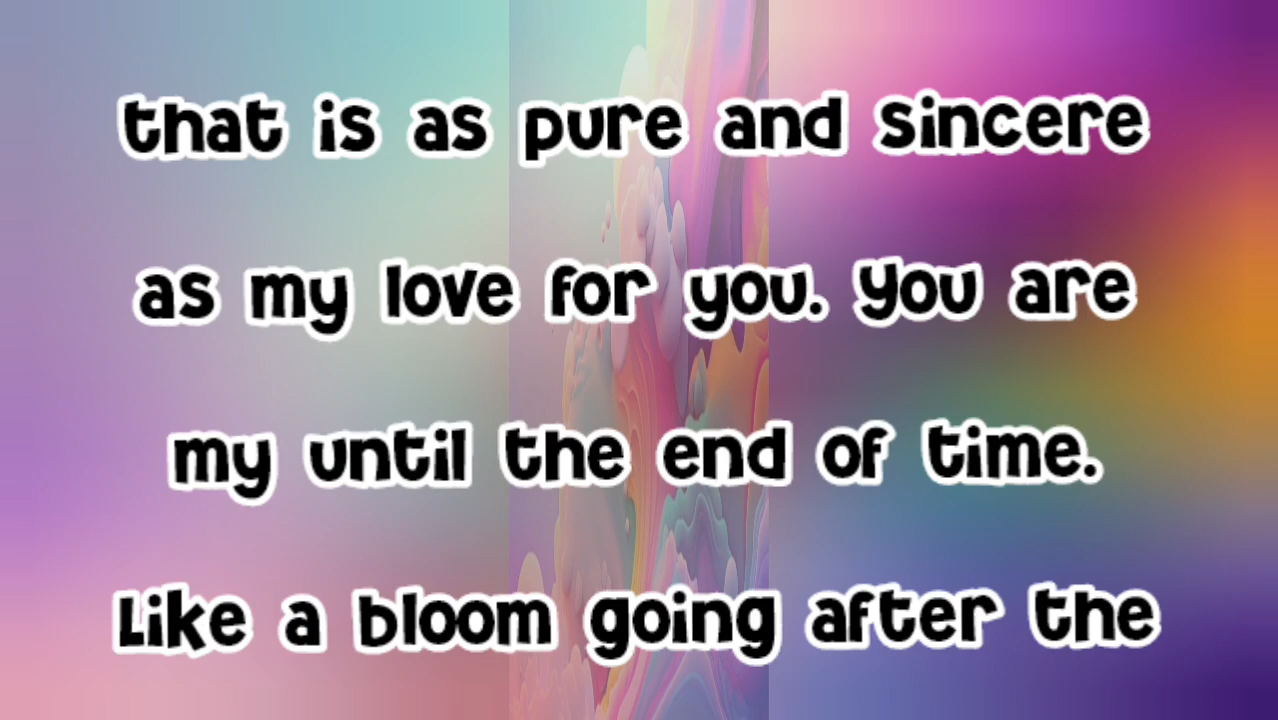 that is as pure and sincere
as my love for you. You are
my until the end of time.
Like a bloom going after the